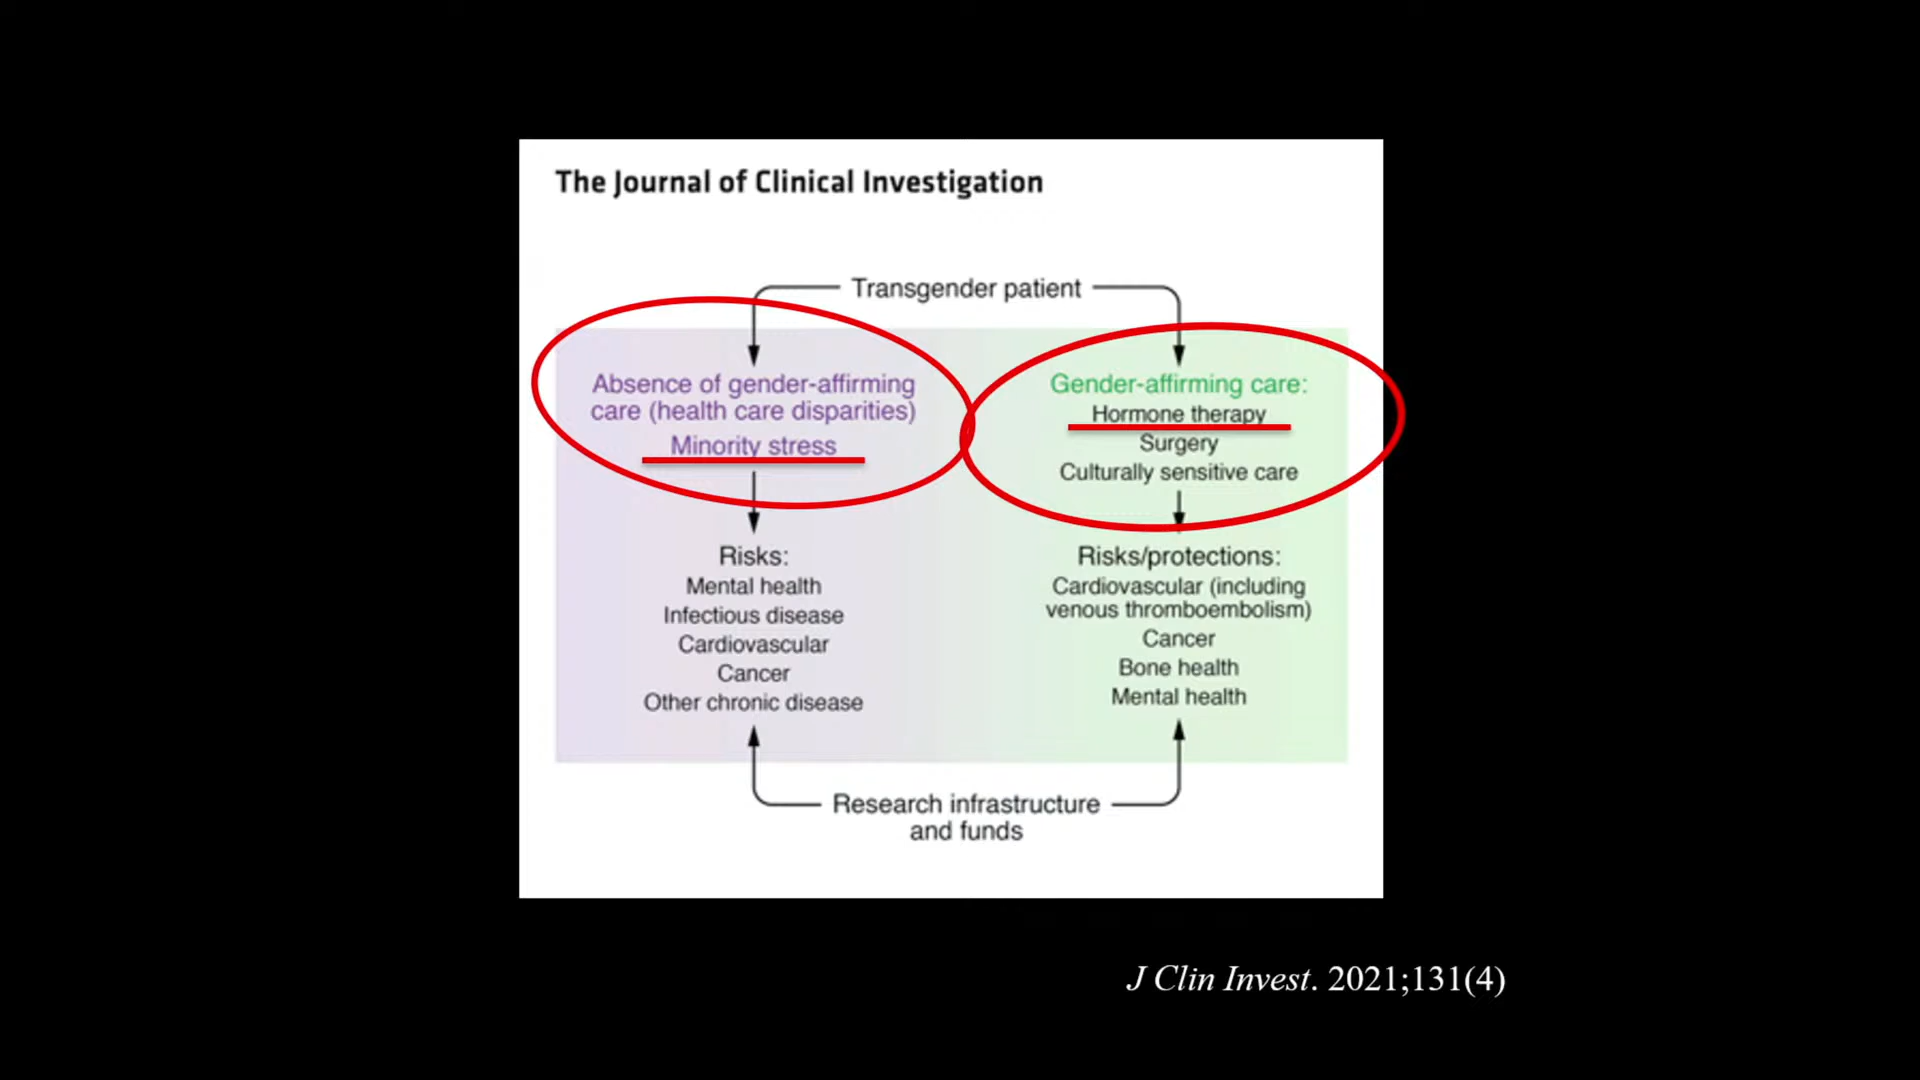 The Journal of Clinical Investigation
Transgender patient
Absence of gender-affirming
care (health care disparities)
Minority stress
Risks:
Mental health
Infectious disease
Cardiovascular
Cancer
Other chronic disease
Gender-affirming care:
Hormone therapy
Surgery
Culturally sensitive care
Risks/protections:
Cardiovascular (including
venous thromboembolism)
Cancer
Bone health
Mental health
Research infrastructure
and funds
J Clin Invest. 2021;131(4)